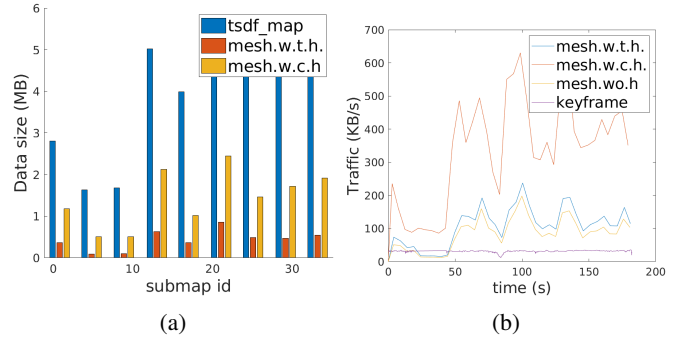 6
5
4
3
2
1
0
Data size (MB)
tsdf_map
mesh.w.t.h.
mesh.w.c.h
0
10
20
30
submap id
(a)
700
600
500
400
300
200
100
0
Traffic (KB/s)
mesh.w.t.h.
mesh.w.c.h.
mesh.wo.h
keyframe
0
50
100
150
200
time (s)
(b)